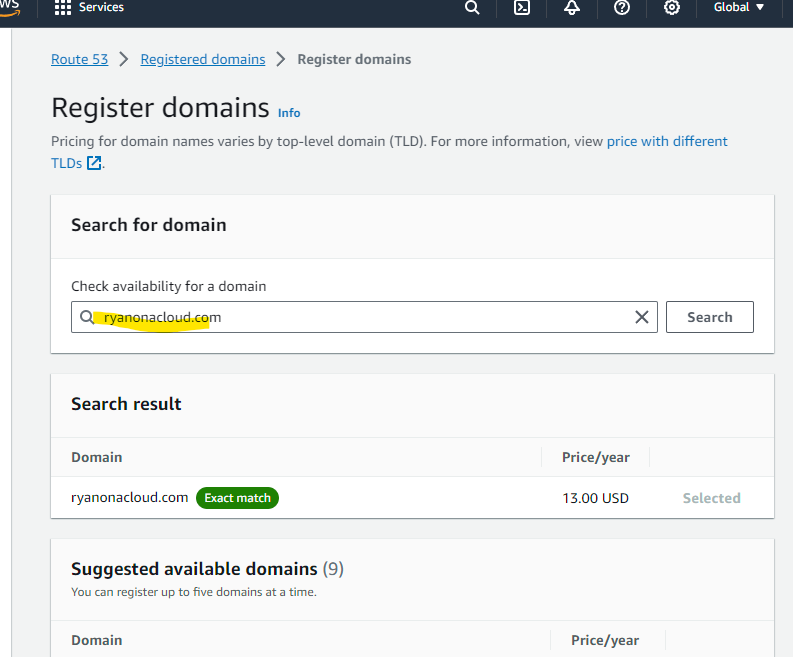 Services
Global
Route 53 > Registered domains > Register domains
Register domains Info
Pricing for domain names varies by top-level domain (TLD). For more information, view price with different
TLDs .
Search for domain
Check availability for a domain
ryanonacloud.com
Search
Search result
Domain Price/year
ryanonacloud.com Exact match 13.00 USD Selected
Suggested available domains (9)
You can register up to five domains at a time.
Domain Price/year